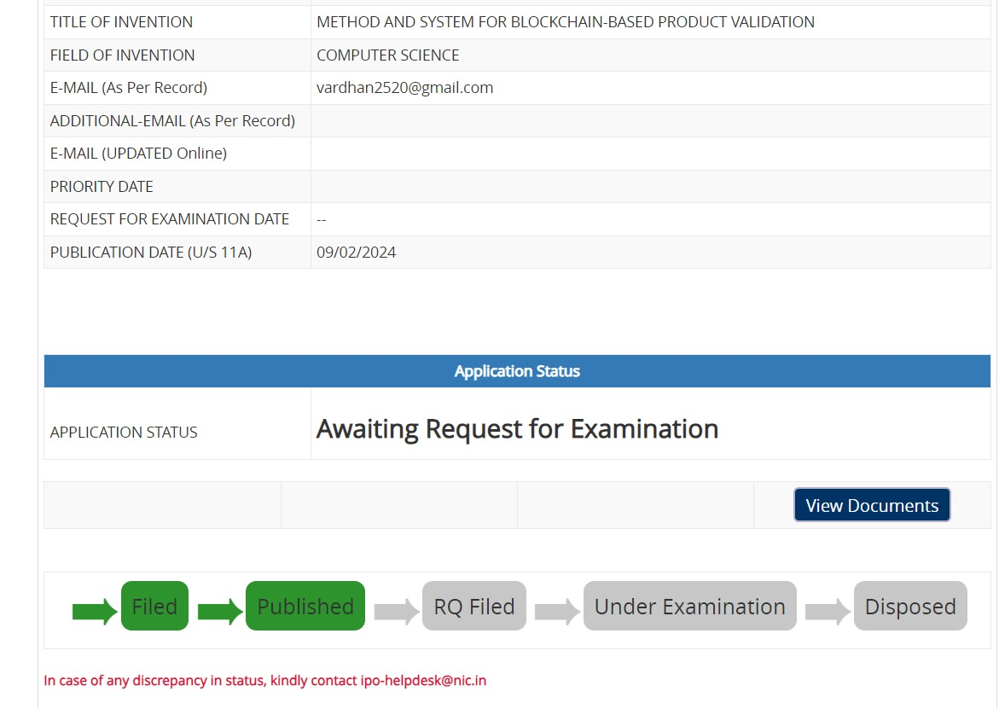 TITLE OF INVENTION METHOD AND SYSTEM FOR BLOCKCHAIN-BASED PRODUCT VALIDATION
FIELD OF INVENTION COMPUTER SCIENCE
E-MAIL (As Per Record) vardhan2520@gmail.com
ADDITIONAL-EMAIL (As Per Record)
E-MAIL (UPDATED Online)
PRIORITY DATE
REQUEST FOR EXAMINATION DATE --
PUBLICATION DATE (U/S 11A) 09/02/2024
Application Status
APPLICATION STATUS Awaiting Request for Examination
View Documents
Filed Published RQ Filed Under Examination Disposed
In case of any discrepancy in status, kindly contact ipo-helpdesk@nic.in